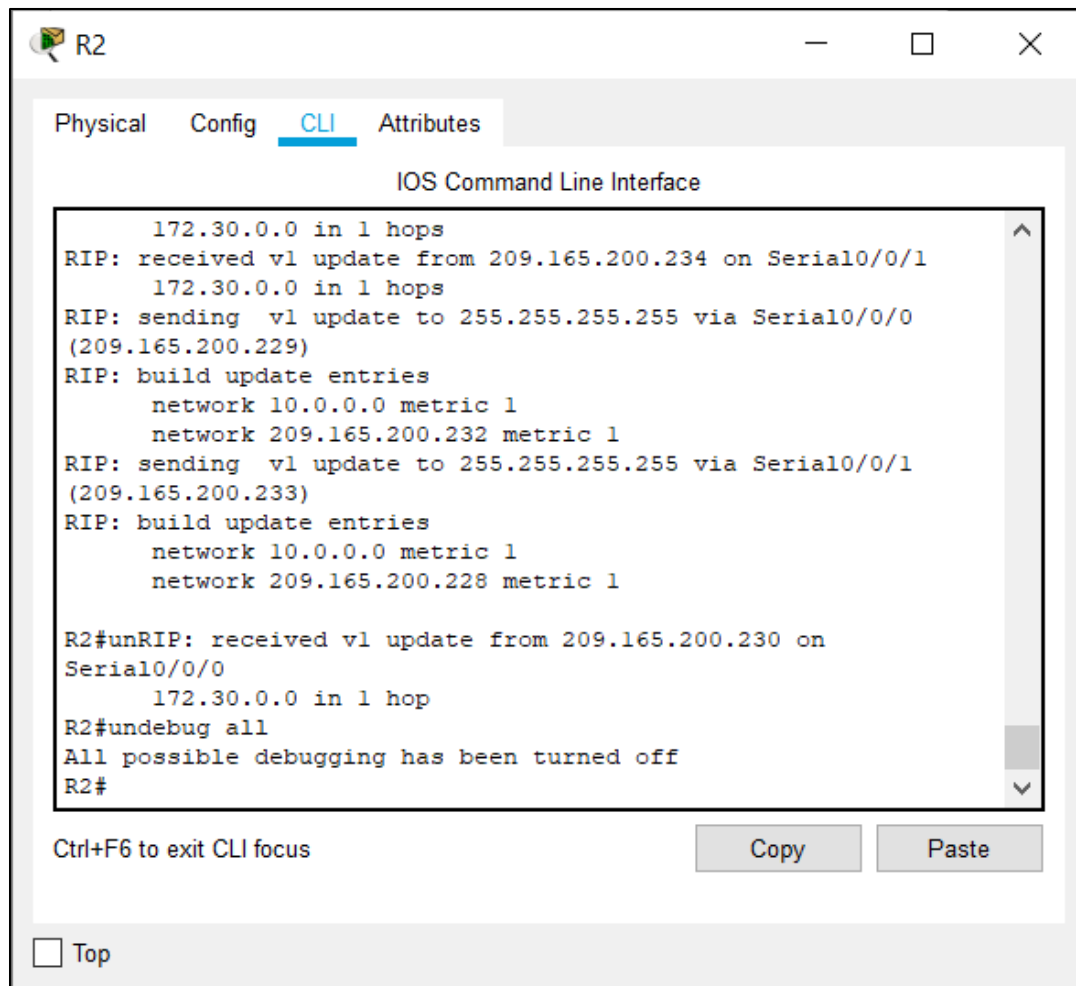 R2
Physical Config CLI Attributes
IOS Command Line Interface
172.30.0.0 in 1 hops
RIP: received v1 update from 209.165.200.234 on Serial0/0/1
172.30.0.0 in 1 hops
RIP: sending  v1 update to 255.255.255.255 via Serial0/0/0
(209.165.200.229)
RIP: build update entries
network 10.0.0.0 metric 1
network 209.165.200.232 metric 1
RIP: sending  v1 update to 255.255.255.255 via Serial0/0/1
(209.165.200.233)
RIP: build update entries
network 10.0.0.0 metric 1
network 209.165.200.228 metric 1
R2#unRIP: received v1 update from 209.165.200.230 on
Serial0/0/0
172.30.0.0 in 1 hop
R2#undebug all
All possible debugging has been turned off
R2#
Ctrl+F6 to exit CLI focus
Copy
Paste
Top